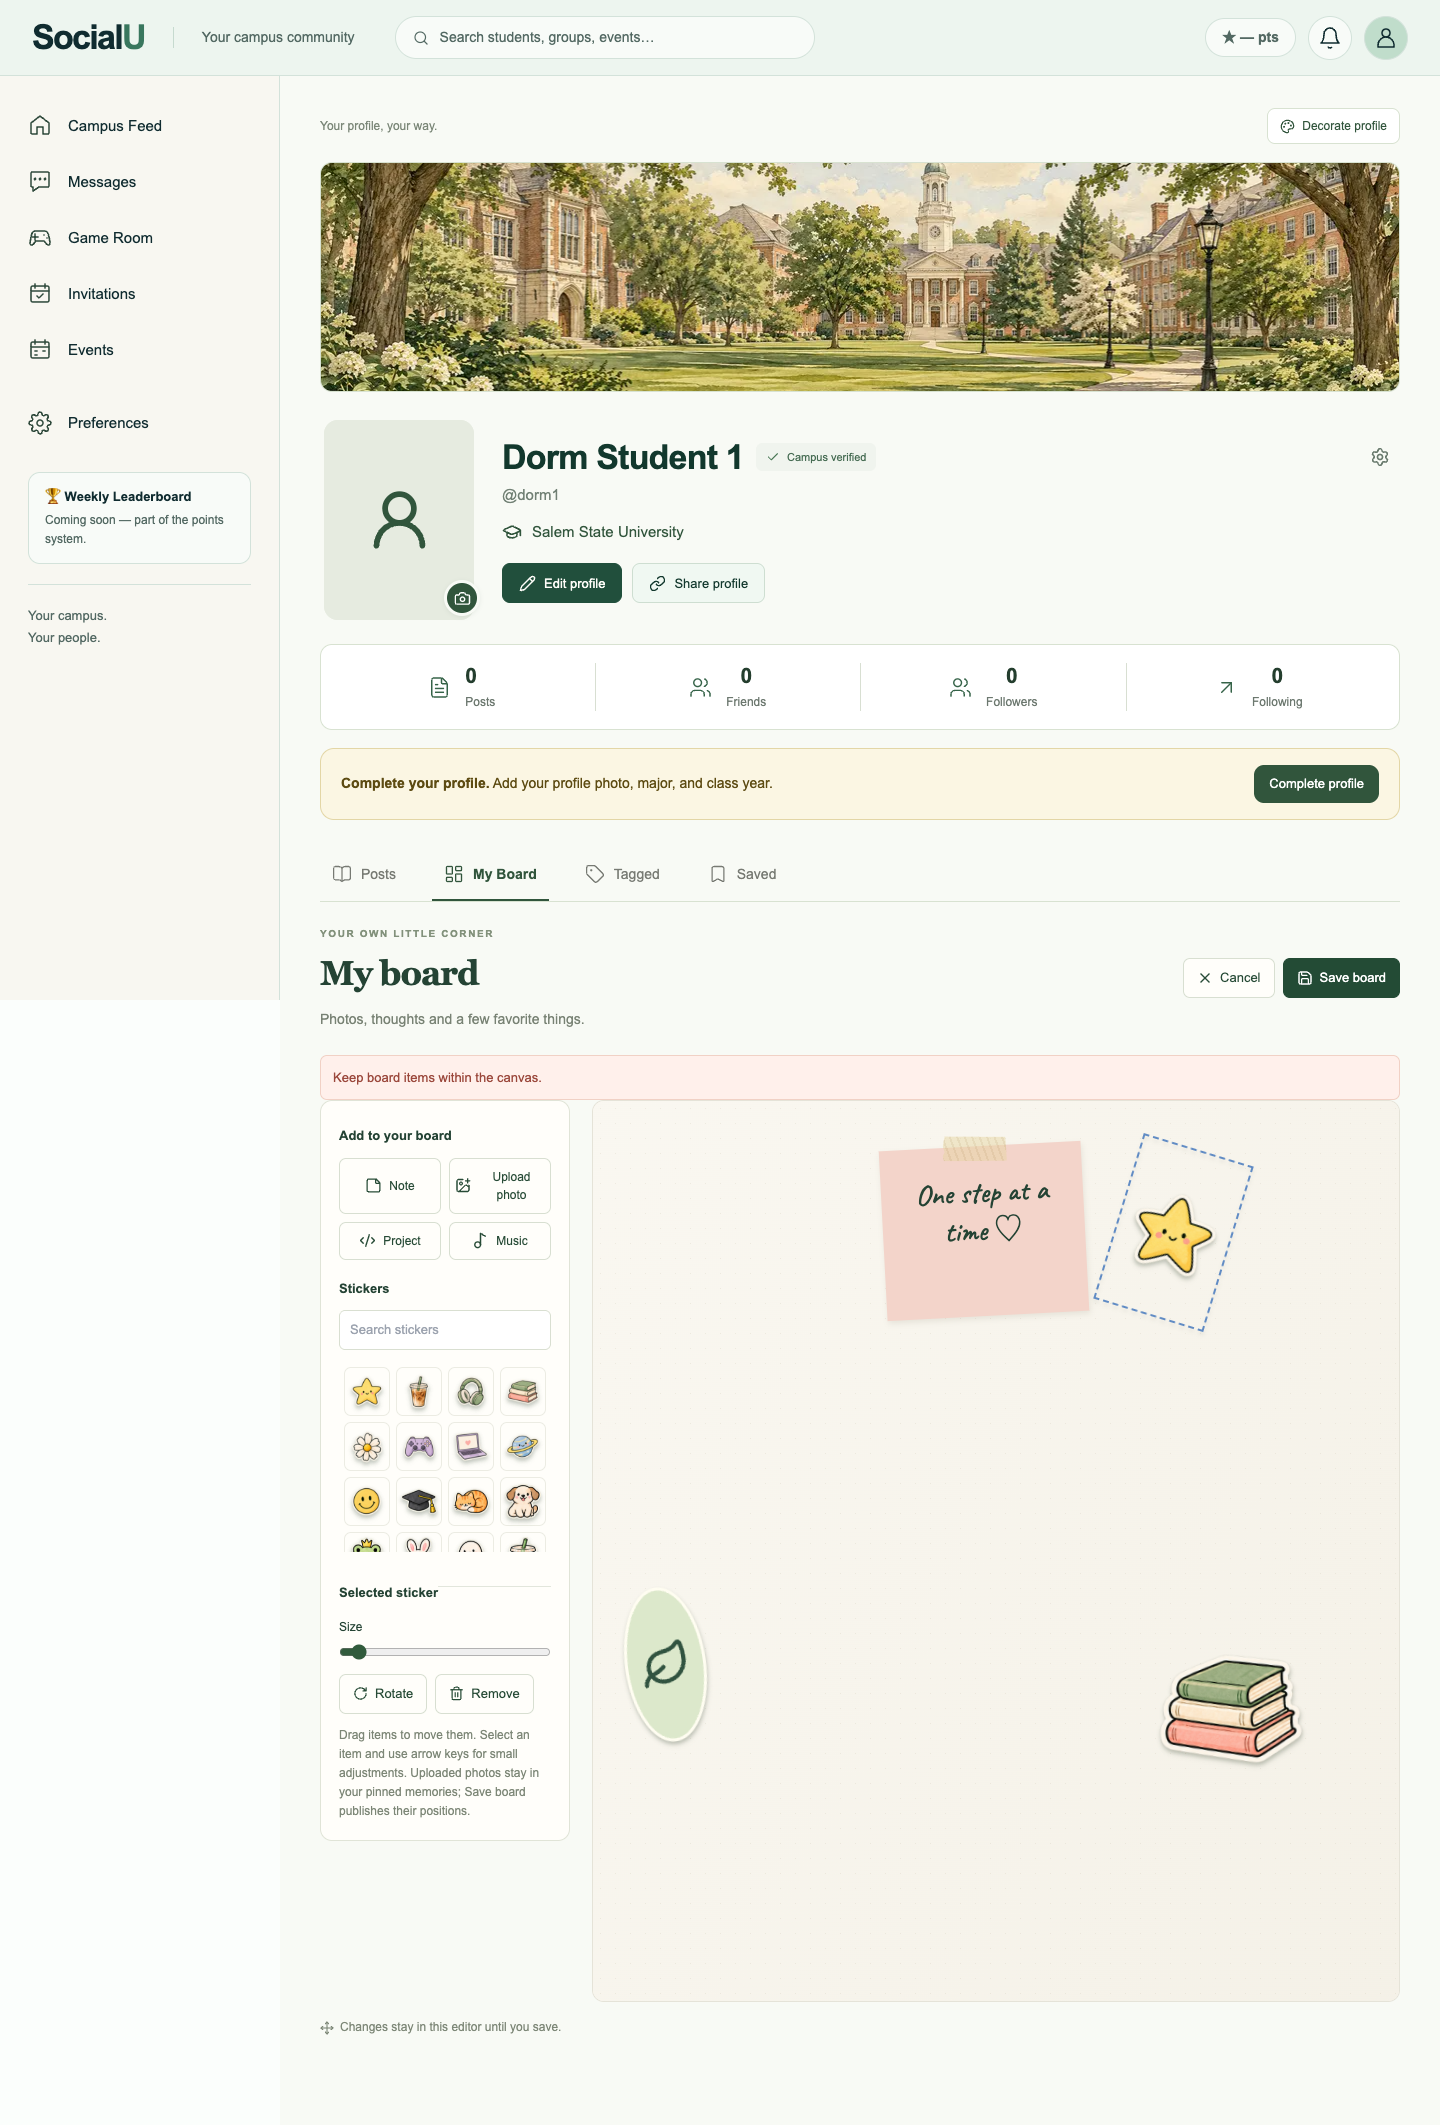 SocialU
Your campus community
Search students, groups, events…
★ — pts
Campus Feed
Messages
Game Room
Invitations
Events
Preferences
🏆 Weekly Leaderboard
Coming soon — part of the points
system.
Your campus.
Your people.
Your profile, your way.
Decorate profile
Dorm Student 1
Campus verified
@dorm1
Salem State University
Edit profile
Share profile
0
Posts
0
Friends
0
Followers
0
Following
Complete your profile. Add your profile photo, major, and class year.
Complete profile
Posts
My Board
Tagged
Saved
YOUR OWN LITTLE CORNER
My board
Cancel
Save board
Photos, thoughts and a few favorite things.
Keep board items within the canvas.
Add to your board
Note
Upload
photo
Project
Music
Stickers
Search stickers
Selected sticker
Size
Rotate
Remove
Drag items to move them. Select an
item and use arrow keys for small
adjustments. Uploaded photos stay in
your pinned memories; Save board
publishes their positions.
One step at a
time ♡
Changes stay in this editor until you save.